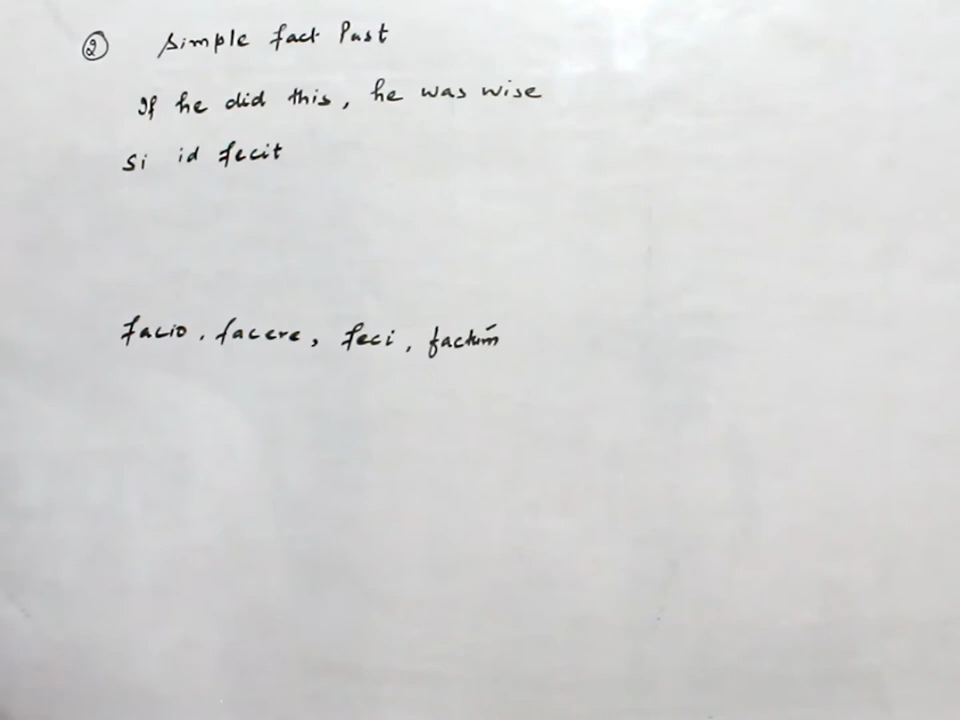 ② Simple fact Past
If he did this, he was wise
Si id fecit
facio, facere, feci, factum